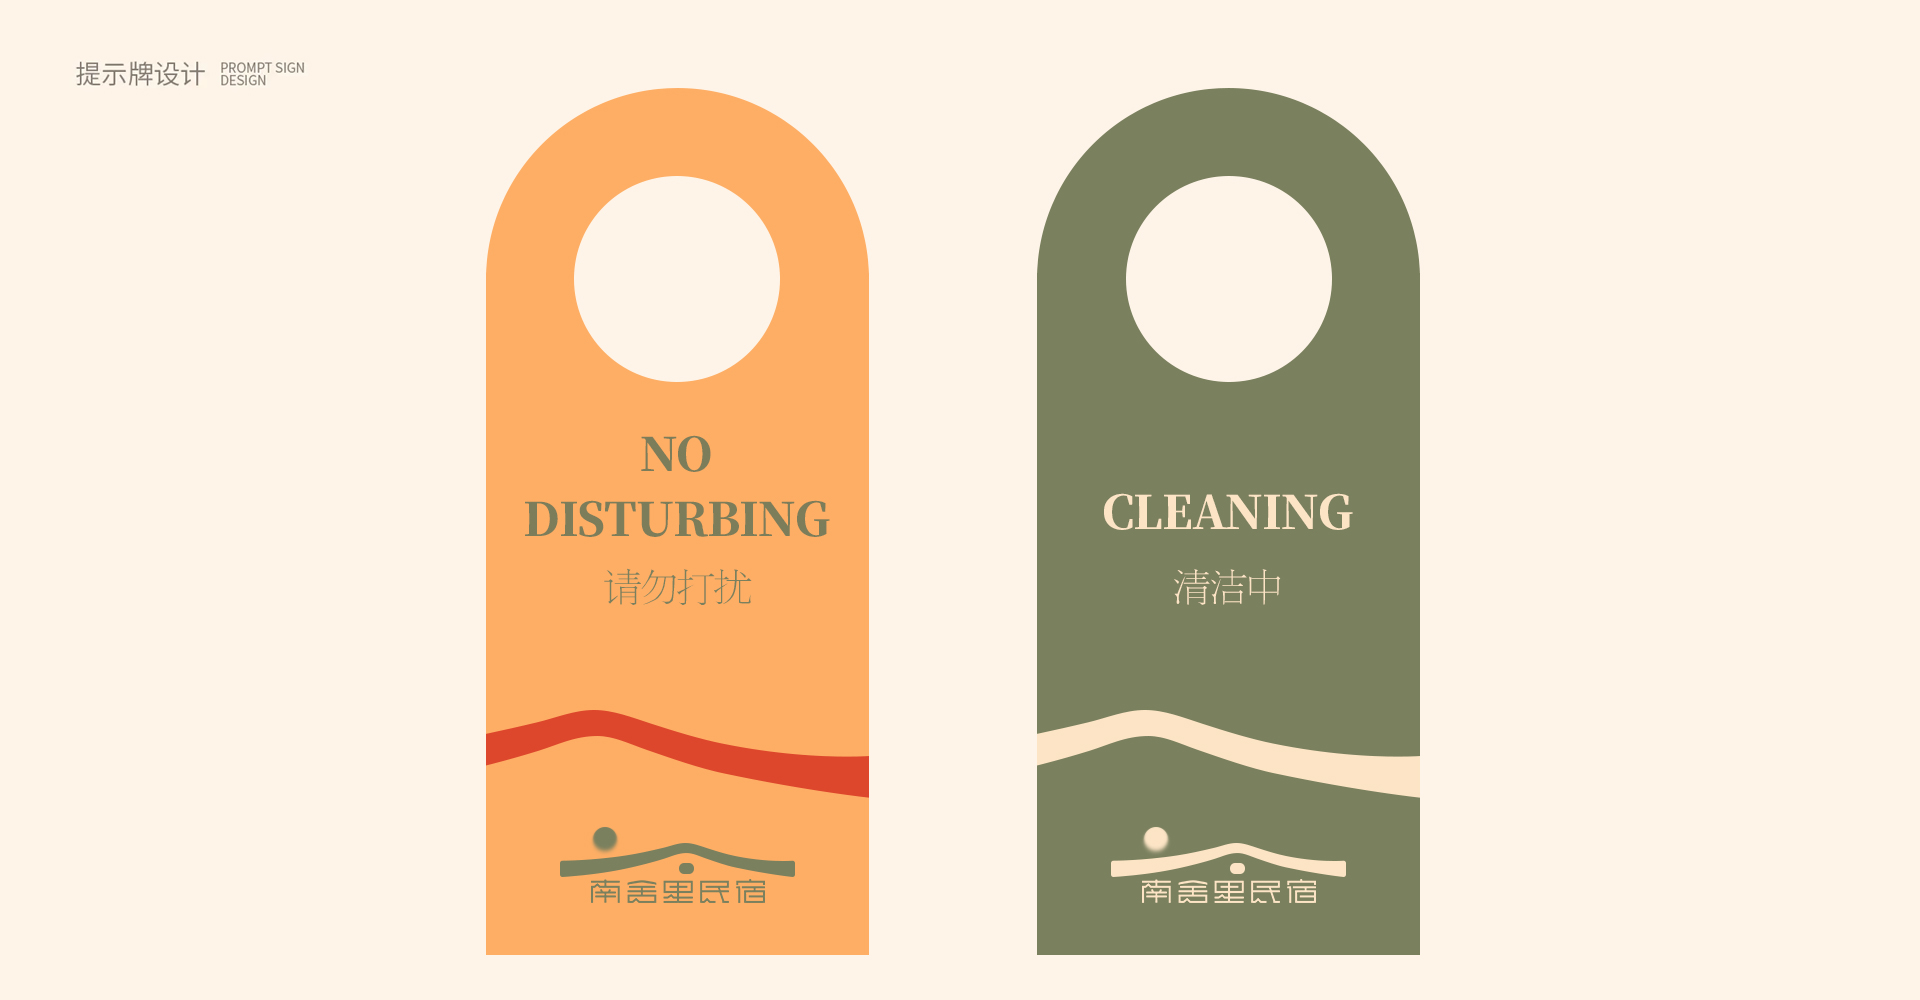 提示牌设计
PROMPT SIGN
DESIGN
NO
DISTURBING
请勿打扰
南舍里民宿
CLEANING
清洁中
南舍里民宿